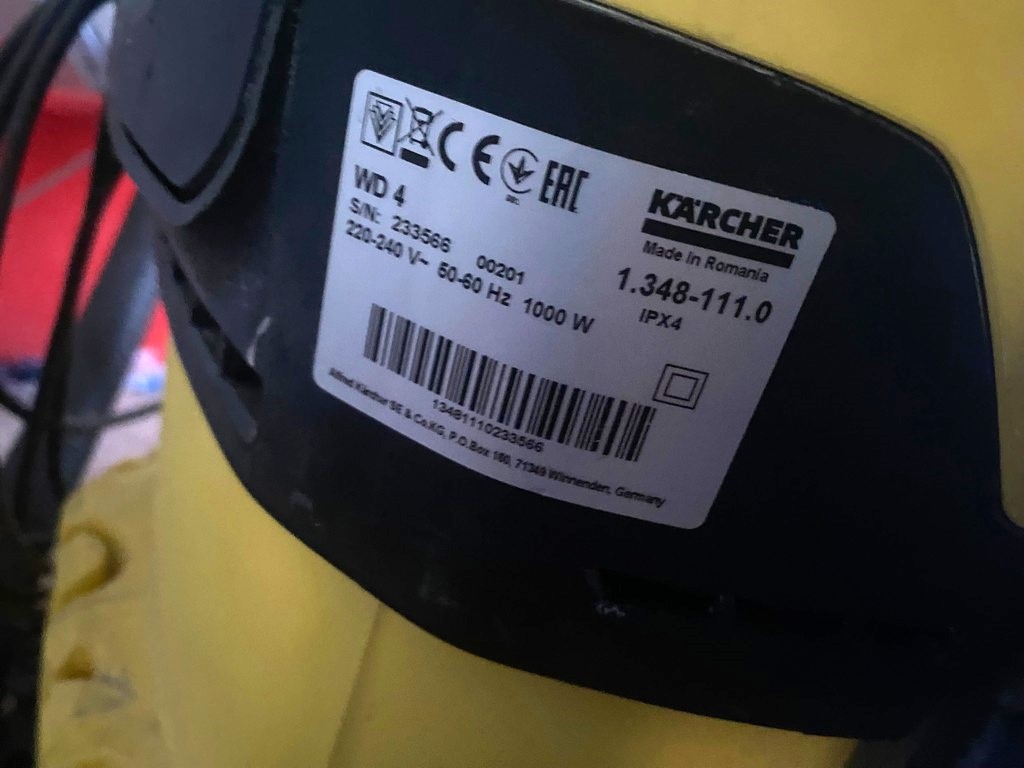 CE EAC
WD 4
S/N: 233566 00201
220-240 V~ 50-60 Hz 1000 W
KÄRCHER
Made in Romania
1.348-111.0
IPX4
13481110233566
Alfred Kärcher SE & Co.KG, P.O.Box 160, 71349 Winnenden, Germany